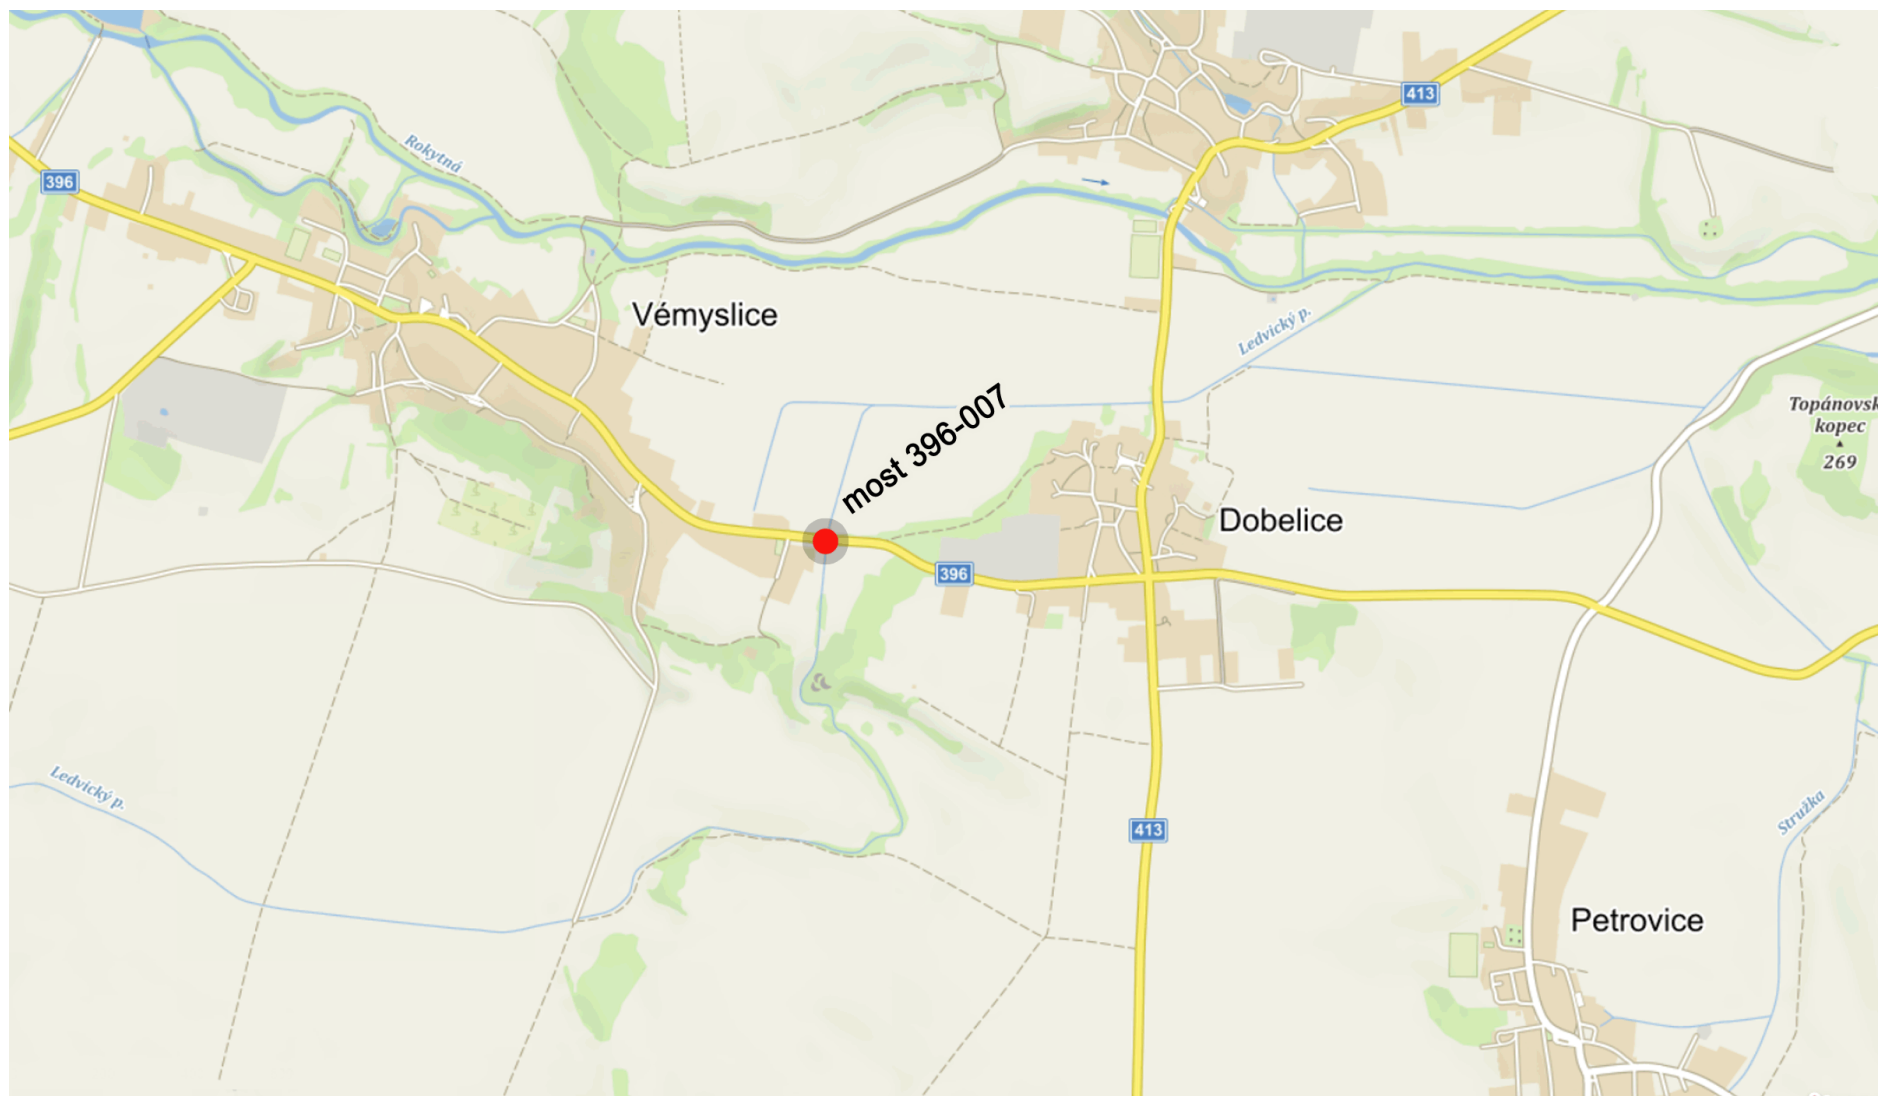 413
Rokytná
396
Vémyslice
Ledvický p.
most 396-007
Topánovsk
kopec
269
Dobelice
396
Ledvický p.
Stružka
413
Petrovice